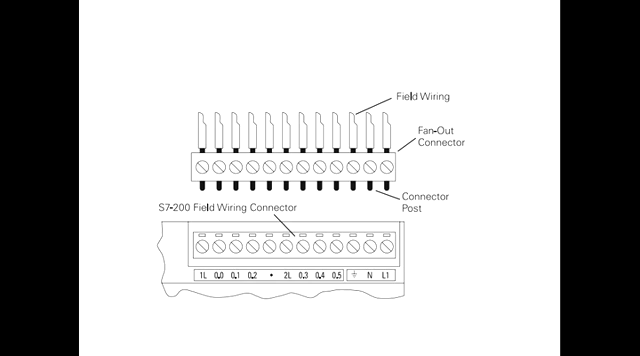 Field Wiring
Fan-Out
Connector
Connector
Post
S7-200 Field Wiring Connector
1L 0.0 0.1 0.2 • 2L 0.3 0.4 0.5 ⏚ N L1